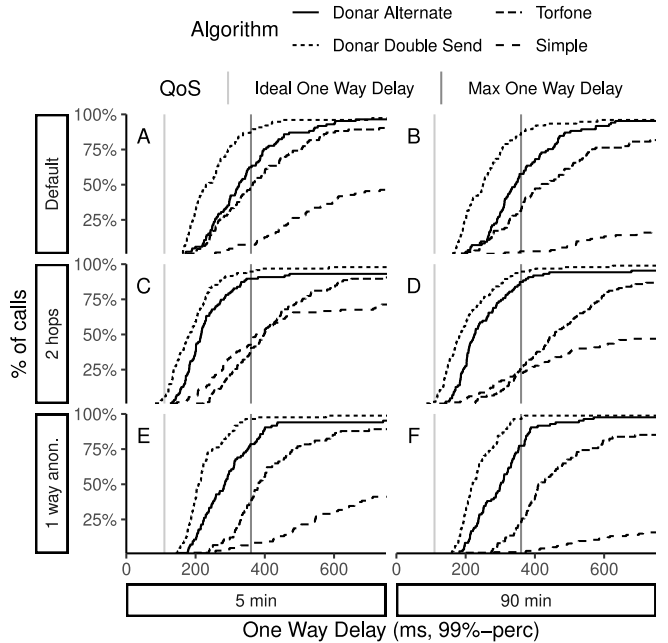 Algorithm
Donar Alternate
Torfone
Donar Double Send
Simple
QoS
Ideal One Way Delay
Max One Way Delay
Default
100%
75%
50%
25%
A
B
% of calls
2 hops
100%
75%
50%
25%
C
D
1 way anon.
100%
75%
50%
25%
E
F
0 200 400 600
0 200 400 600
5 min
90 min
One Way Delay (ms, 99%−perc)